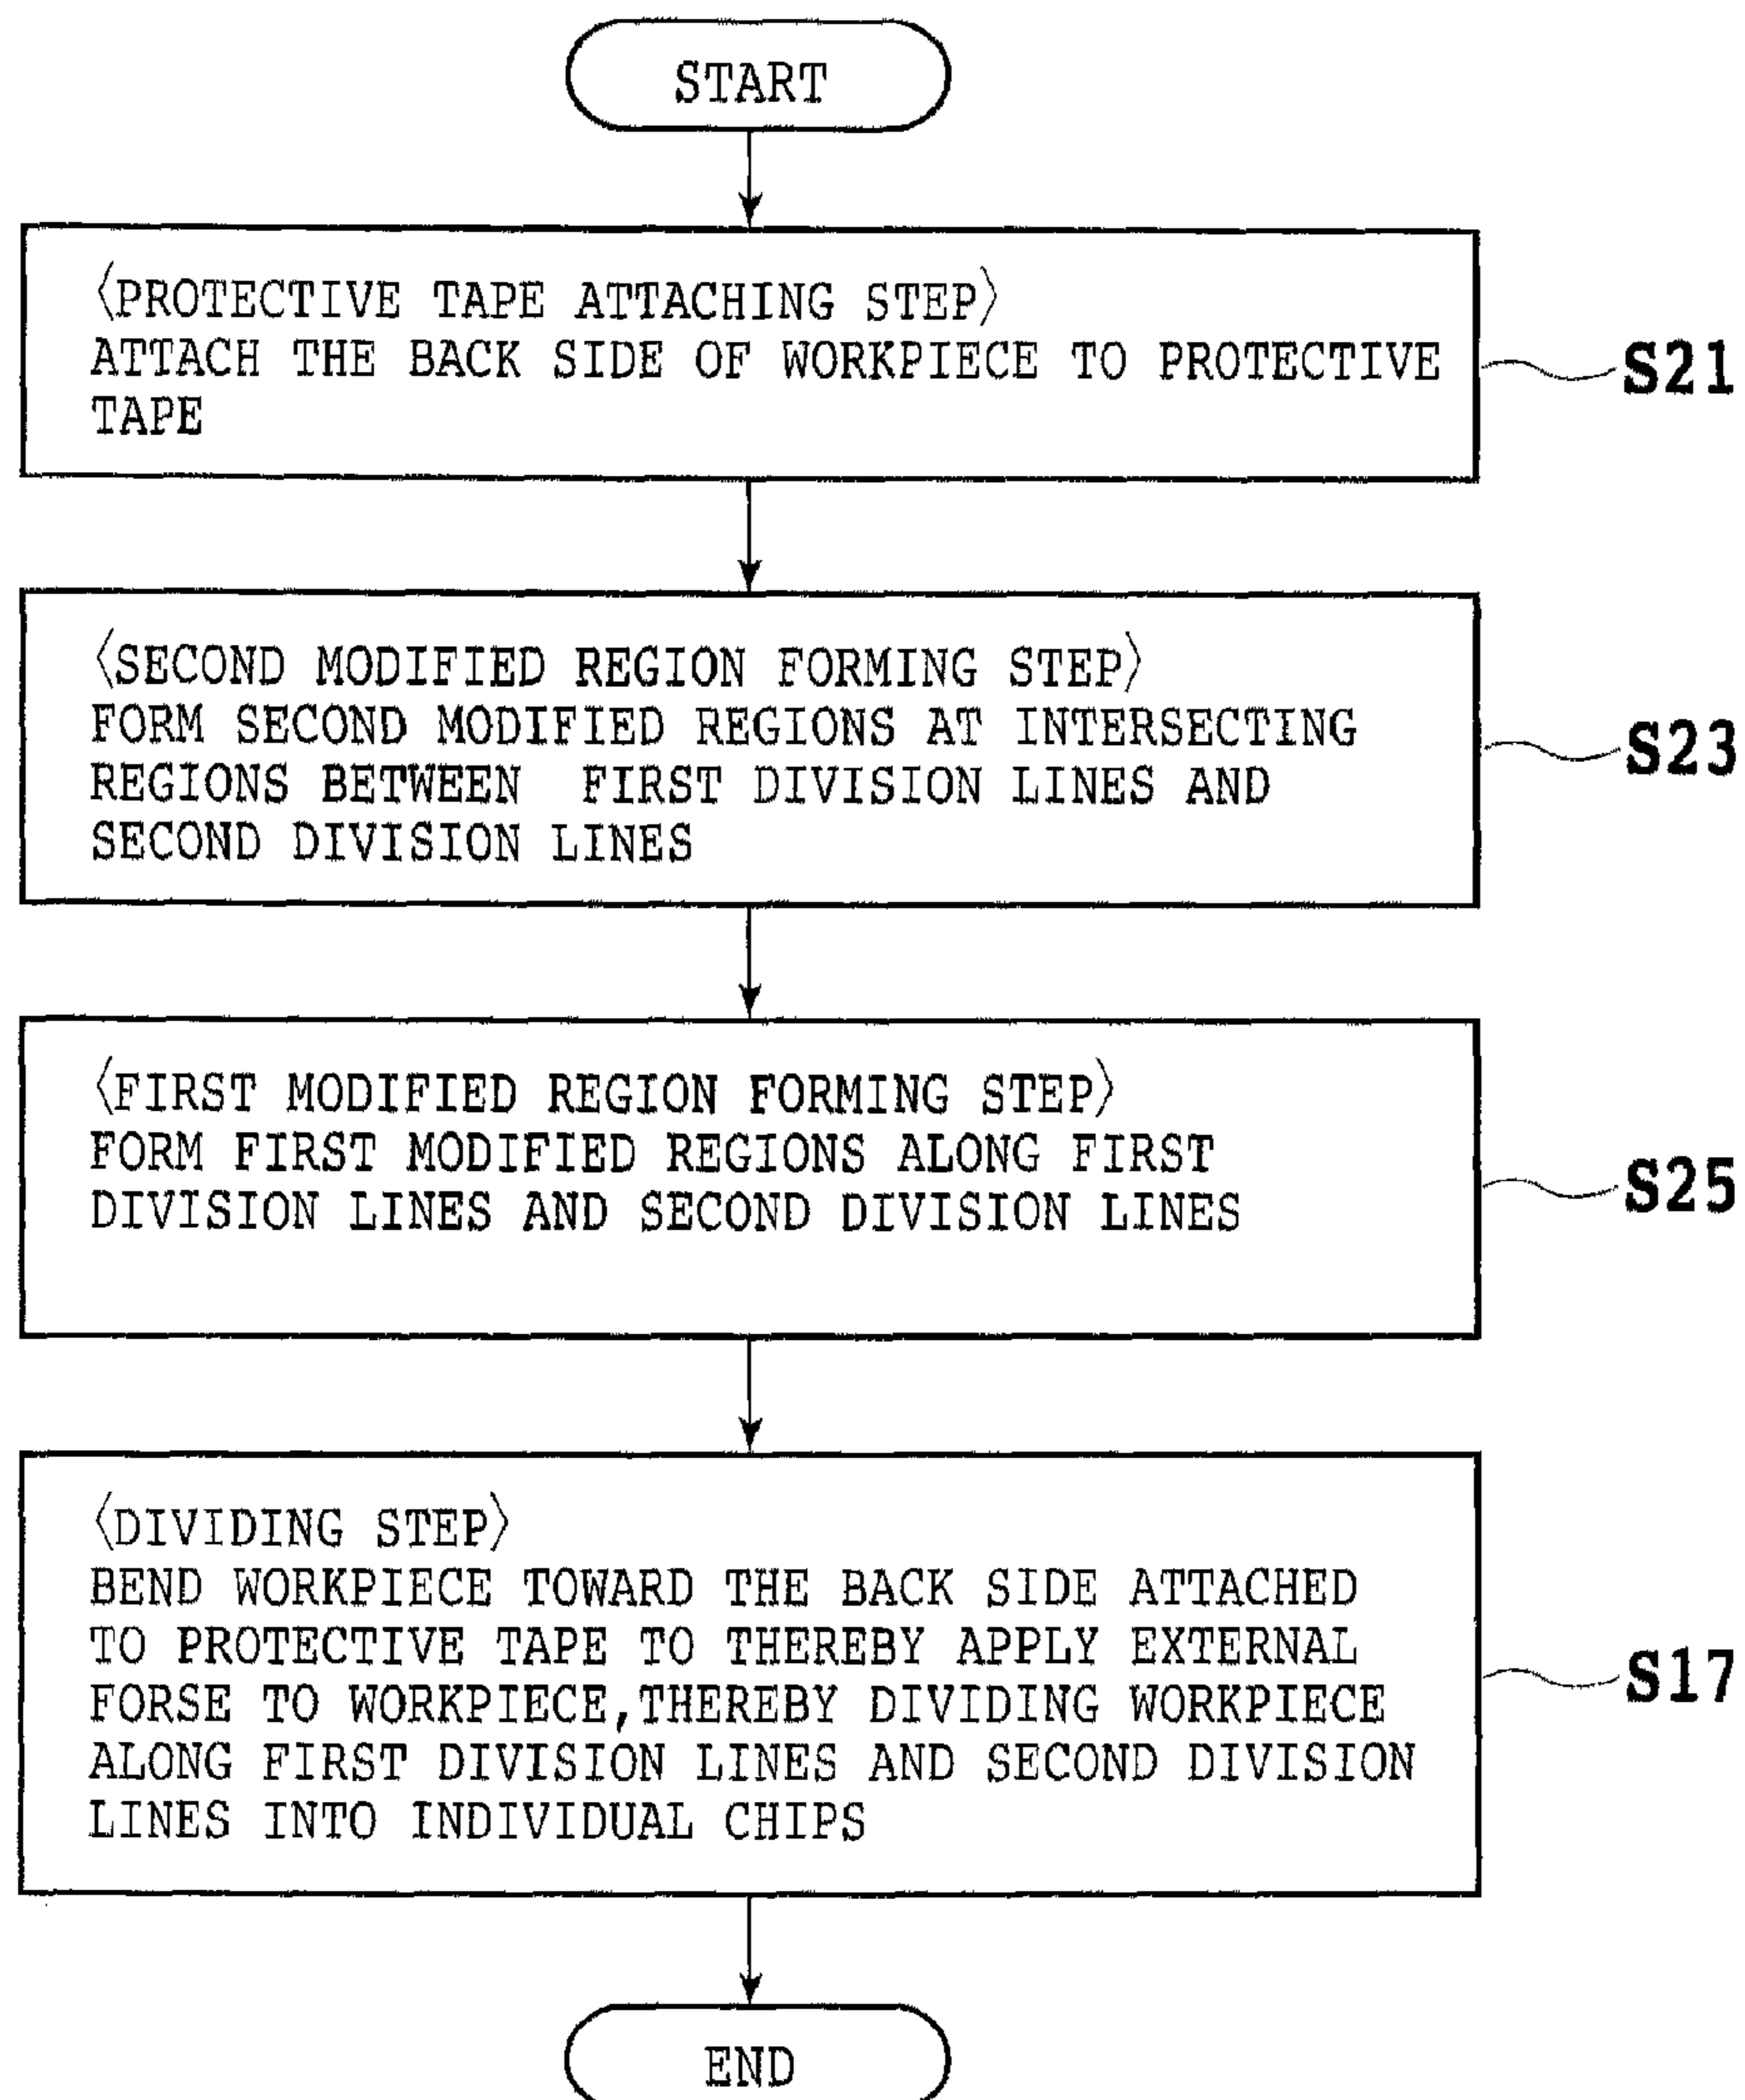 START
〈PROTECTIVE TAPE ATTACHING STEP〉
ATTACH THE BACK SIDE OF WORKPIECE TO PROTECTIVE
TAPE
S21
〈SECOND MODIFIED REGION FORMING STEP〉
FORM SECOND MODIFIED REGIONS AT INTERSECTING
REGIONS BETWEEN FIRST DIVISION LINES AND
SECOND DIVISION LINES
S23
〈FIRST MODIFIED REGION FORMING STEP〉
FORM FIRST MODIFIED REGIONS ALONG FIRST
DIVISION LINES AND SECOND DIVISION LINES
S25
〈DIVIDING STEP〉
BEND WORKPIECE TOWARD THE BACK SIDE ATTACHED
TO PROTECTIVE TAPE TO THEREBY APPLY EXTERNAL
FORSE TO WORKPIECE,THEREBY DIVIDING WORKPIECE
ALONG FIRST DIVISION LINES AND SECOND DIVISION
LINES INTO INDIVIDUAL CHIPS
S17
END